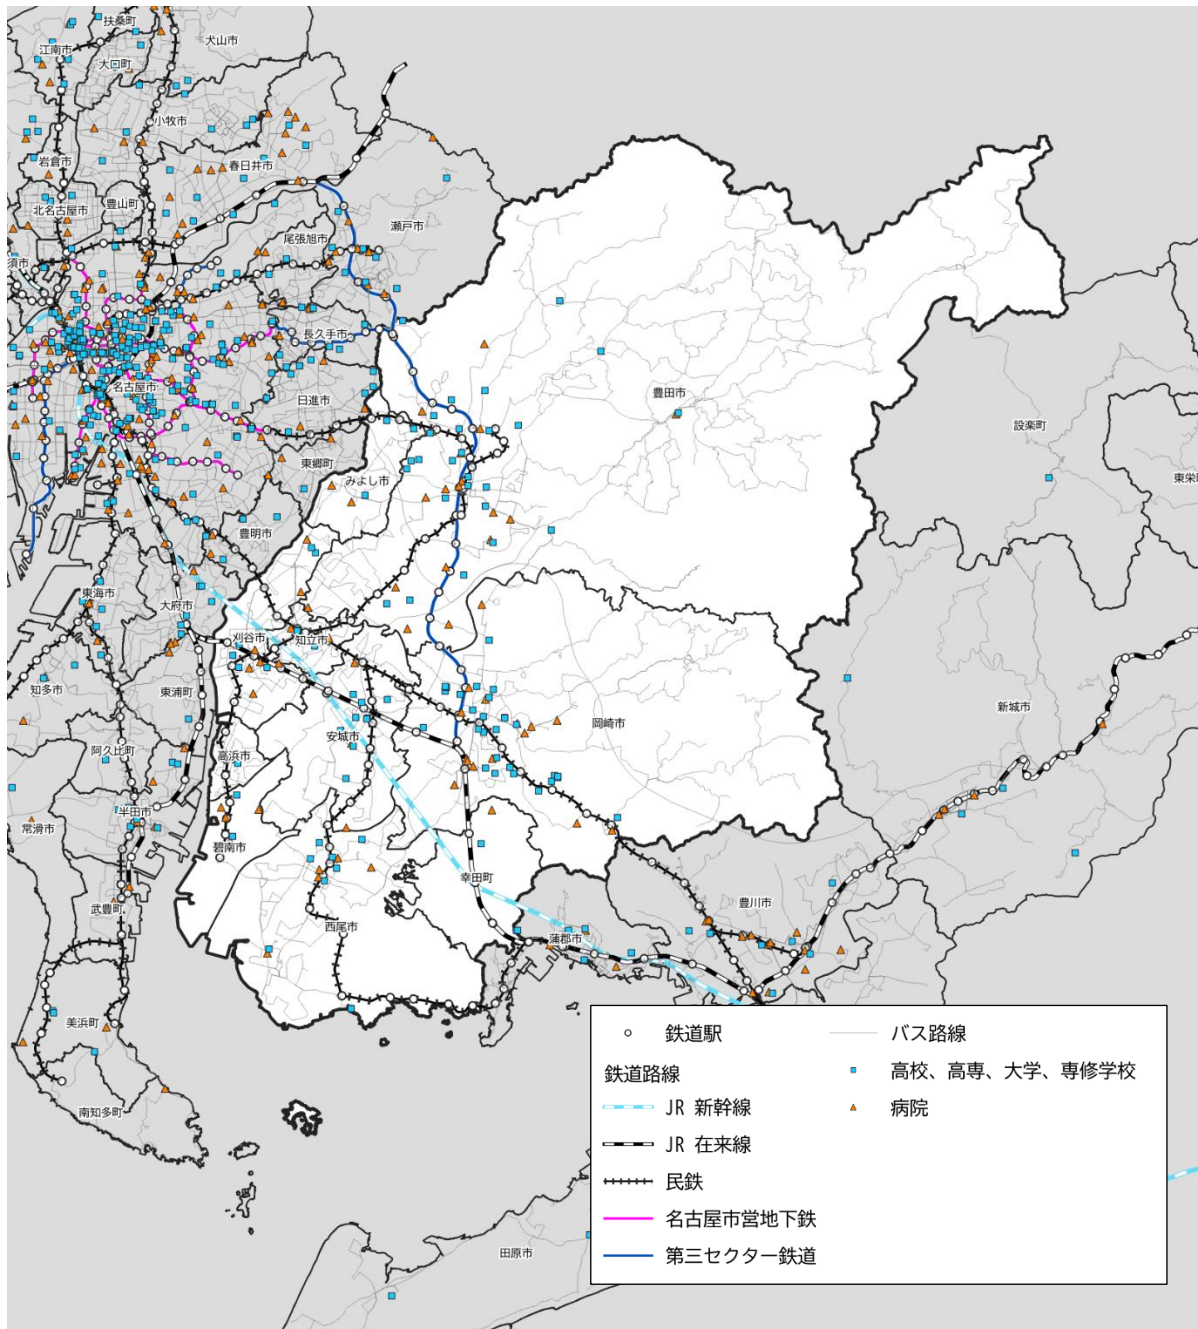 扶桑町
犬山市
江南市
大口町
小牧市
岩倉市
春日井市
豊山町
北名古屋市
瀬戸市
尾張旭市
須市
長久手市
名古屋市
日進市
豊田市
設楽町
東郷町
みよし市
東栄町
豊明市
東海市
大府市
刈谷市
知立市
知多市
東浦町
新城市
岡崎市
安城市
阿久比町
高浜市
半田市
常滑市
碧南市
幸田町
武豊町
豊川市
西尾市
蒲郡市
美浜町
南知多町
田原市
鉄道駅
鉄道路線
JR 新幹線
JR 在来線
民鉄
名古屋市営地下鉄
第三セクター鉄道
バス路線
高校、高専、大学、専修学校
病院